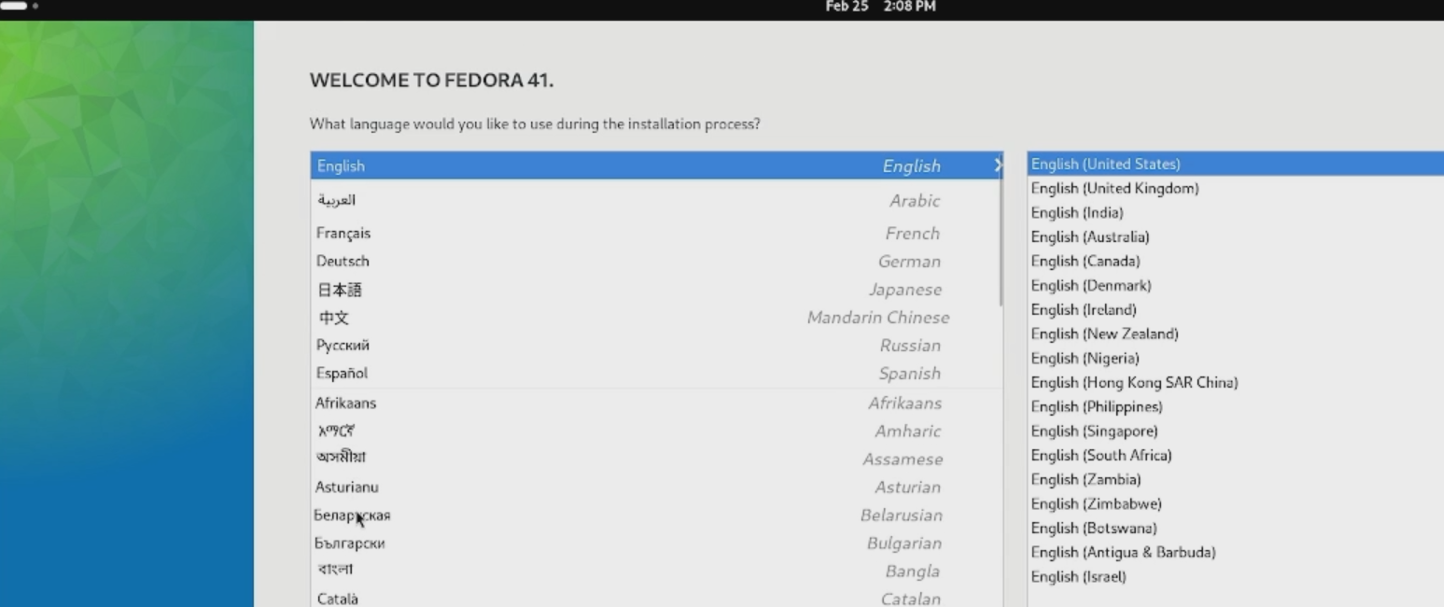 Feb 25 2:08 PM
WELCOME TO FEDORA 41.
What language would you like to use during the installation process?
English English
العربية Arabic
Français French
Deutsch German
日本語 Japanese
中文 Mandarin Chinese
Русский Russian
Español Spanish
Afrikaans Afrikaans
አማርኛ Amharic
অসমীয়া Assamese
Asturianu Asturian
Беларуская Belarusian
Български Bulgarian
বাংলা Bangla
Català Catalan
English (United States)
English (United Kingdom)
English (India)
English (Australia)
English (Canada)
English (Denmark)
English (Ireland)
English (New Zealand)
English (Nigeria)
English (Hong Kong SAR China)
English (Philippines)
English (Singapore)
English (South Africa)
English (Zambia)
English (Zimbabwe)
English (Botswana)
English (Antigua & Barbuda)
English (Israel)